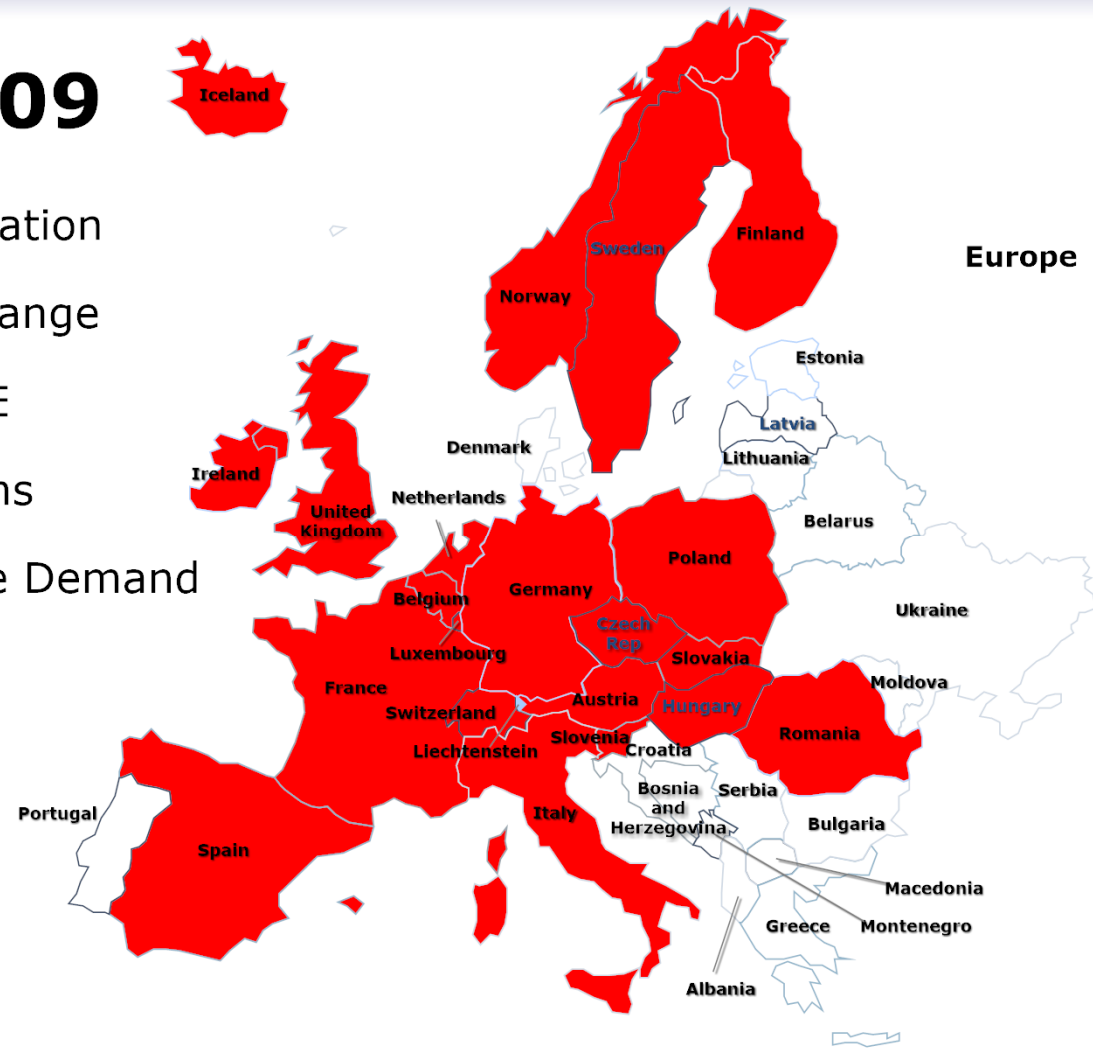 09
ation
ange
E
ns
e Demand
Europe
Iceland
Sweden
Finland
Norway
Estonia
Latvia
Denmark
Lithuania
Ireland
Netherlands
United
Kingdom
Belarus
Poland
Germany
Belgium
Ukraine
Czech
Rep
Luxembourg
Slovakia
France
Moldova
Austria
Hungary
Switzerland
Slovenia
Romania
Liechtenstein
Croatia
Bosnia
and
Herzegovina
Serbia
Portugal
Italy
Bulgaria
Spain
Macedonia
Greece
Montenegro
Albania